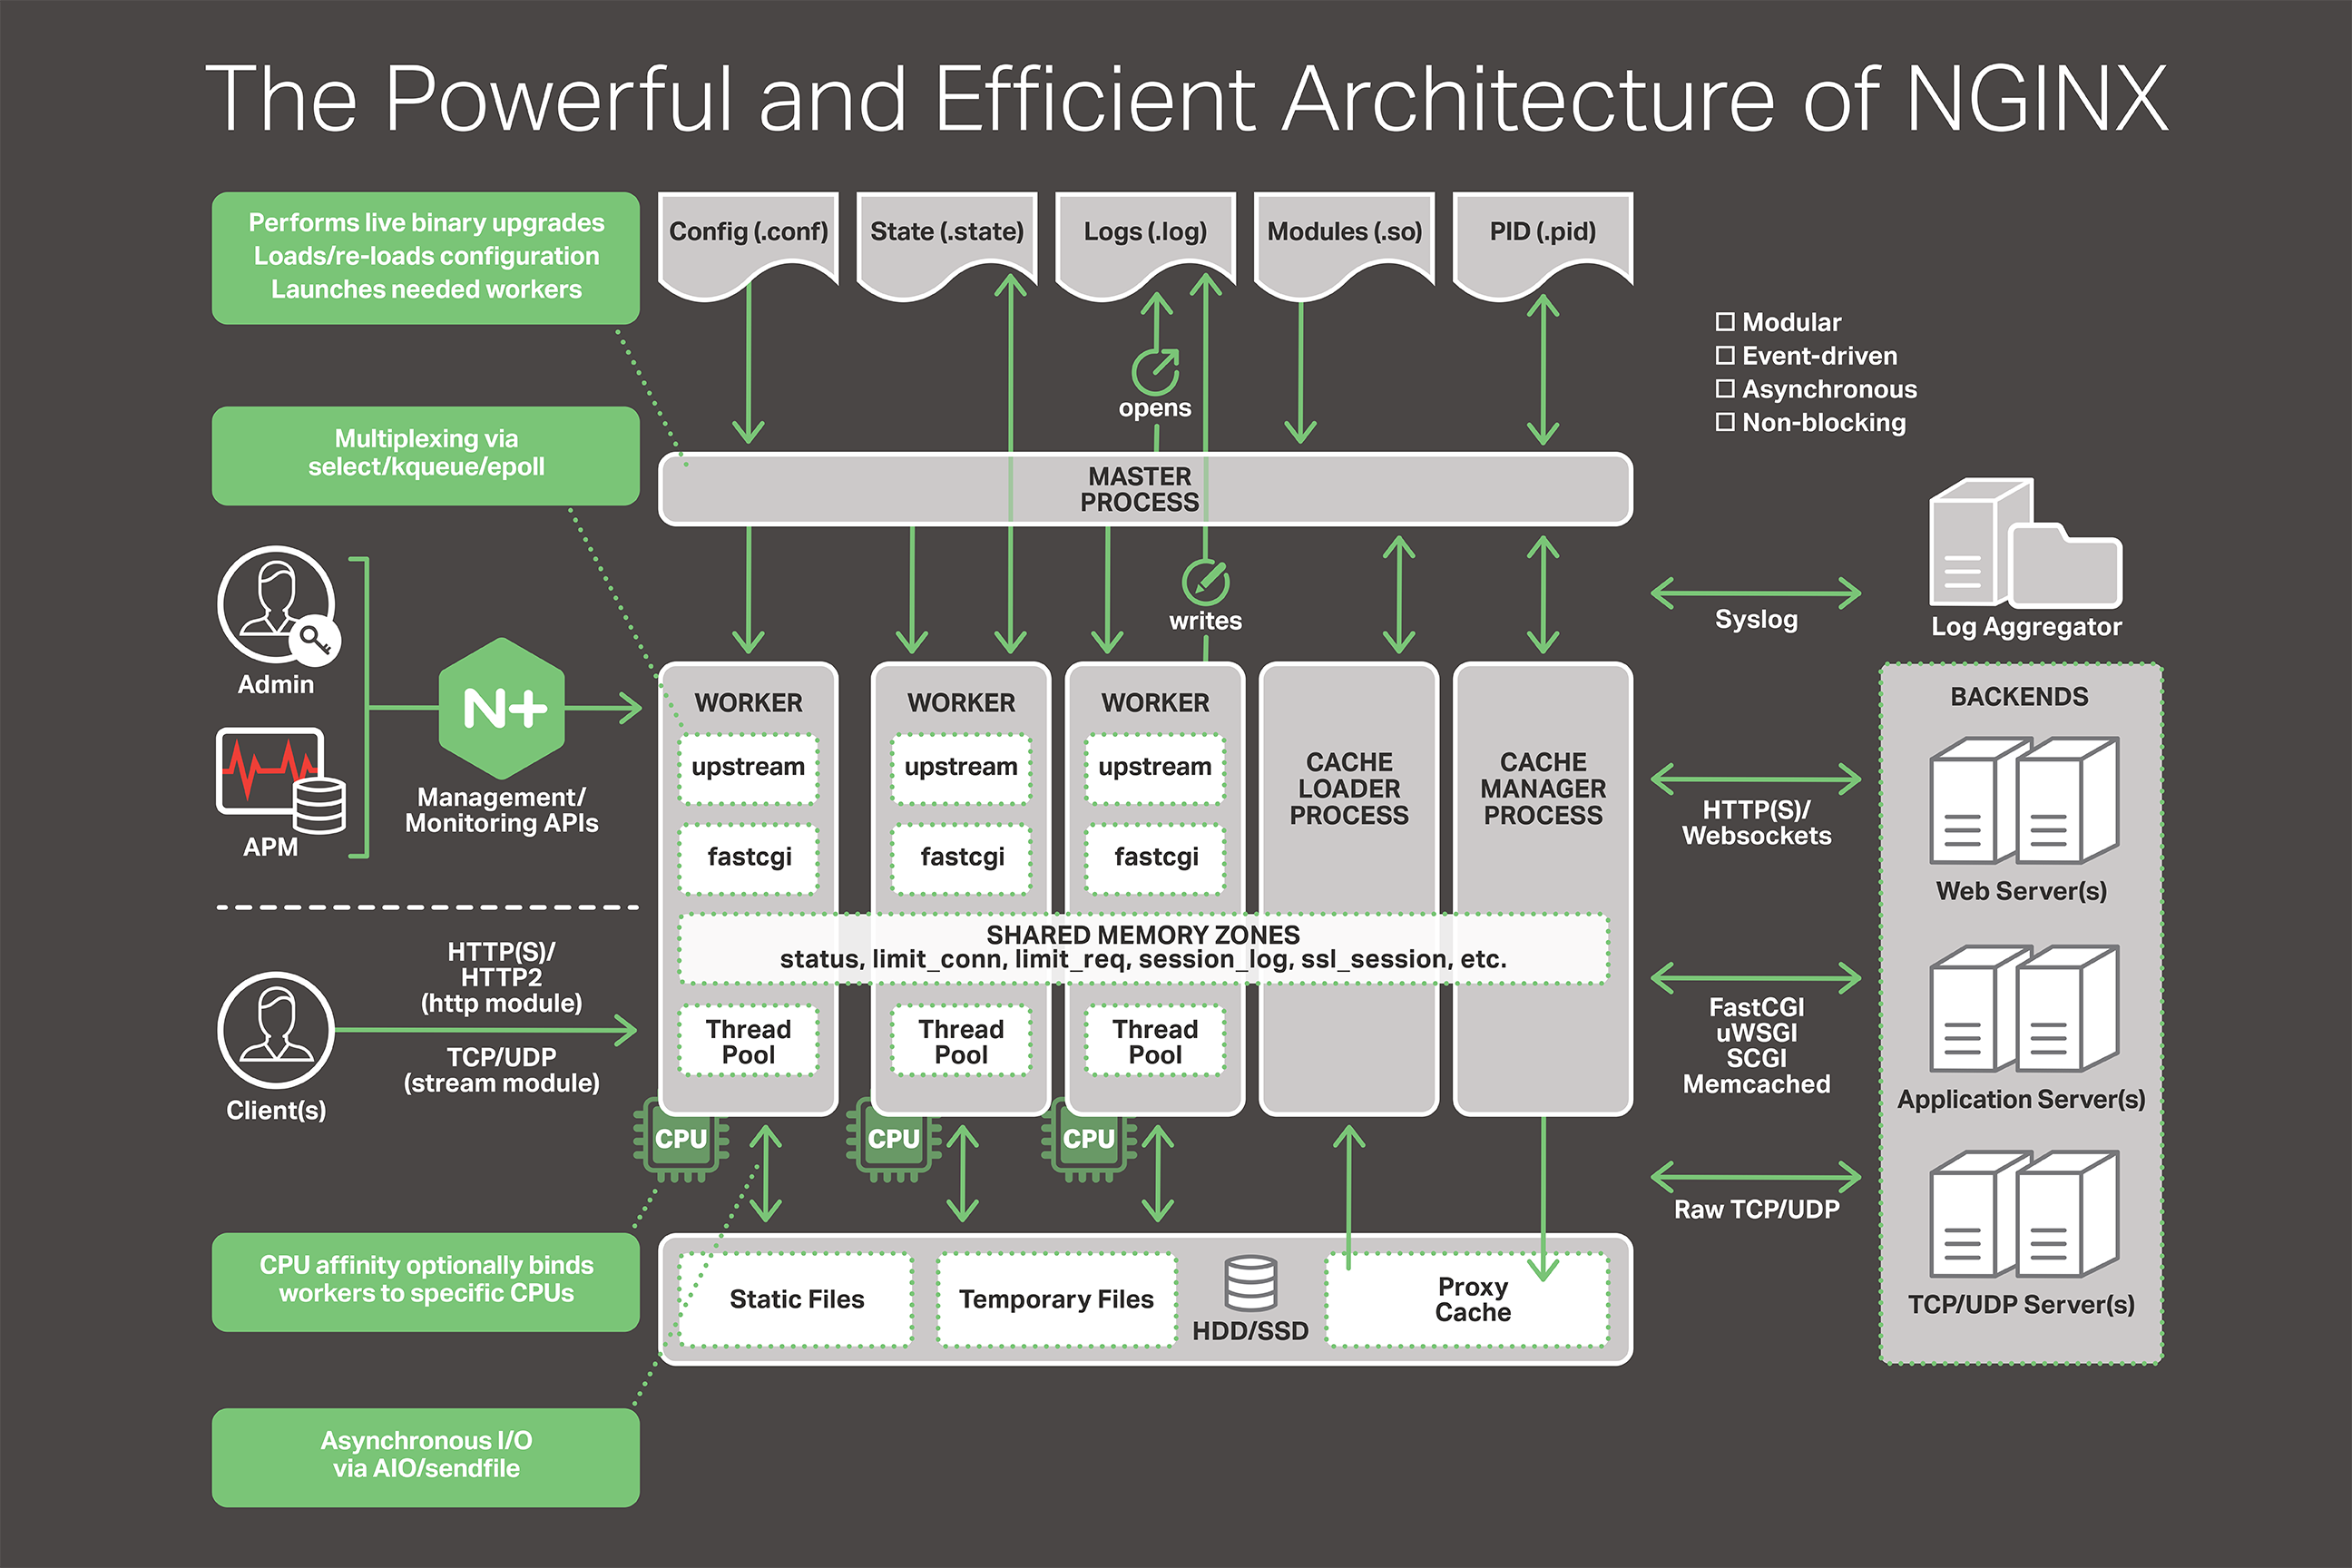 The Powerful and Efficient Architecture of NGINX
Performs live binary upgrades
Loads/re-loads configuration
Launches needed workers
Config (.conf)
State (.state)
Logs (.log)
Modules (.so)
PID (.pid)
Modular
Event-driven
Asynchronous
Non-blocking
opens
Multiplexing via
select/kqueue/epoll
MASTER
PROCESS
writes
Syslog
Log Aggregator
Admin
APM
N+
Management/
Monitoring APIs
WORKER
upstream
fastcgi
Thread
Pool
WORKER
upstream
fastcgi
Thread
Pool
WORKER
upstream
fastcgi
Thread
Pool
CACHE
LOADER
PROCESS
CACHE
MANAGER
PROCESS
SHARED MEMORY ZONES
status, limit_conn, limit_req, session_log, ssl_session, etc.
HTTP(S)/
HTTP2
(http module)
TCP/UDP
(stream module)
Client(s)
CPU
CPU
CPU
HTTP(S)/
Websockets
FastCGI
uWSGI
SCGI
Memcached
Raw TCP/UDP
BACKENDS
Web Server(s)
Application Server(s)
TCP/UDP Server(s)
CPU affinity optionally binds
workers to specific CPUs
Static Files
Temporary Files
HDD/SSD
Proxy
Cache
Asynchronous I/O
via AIO/sendfile